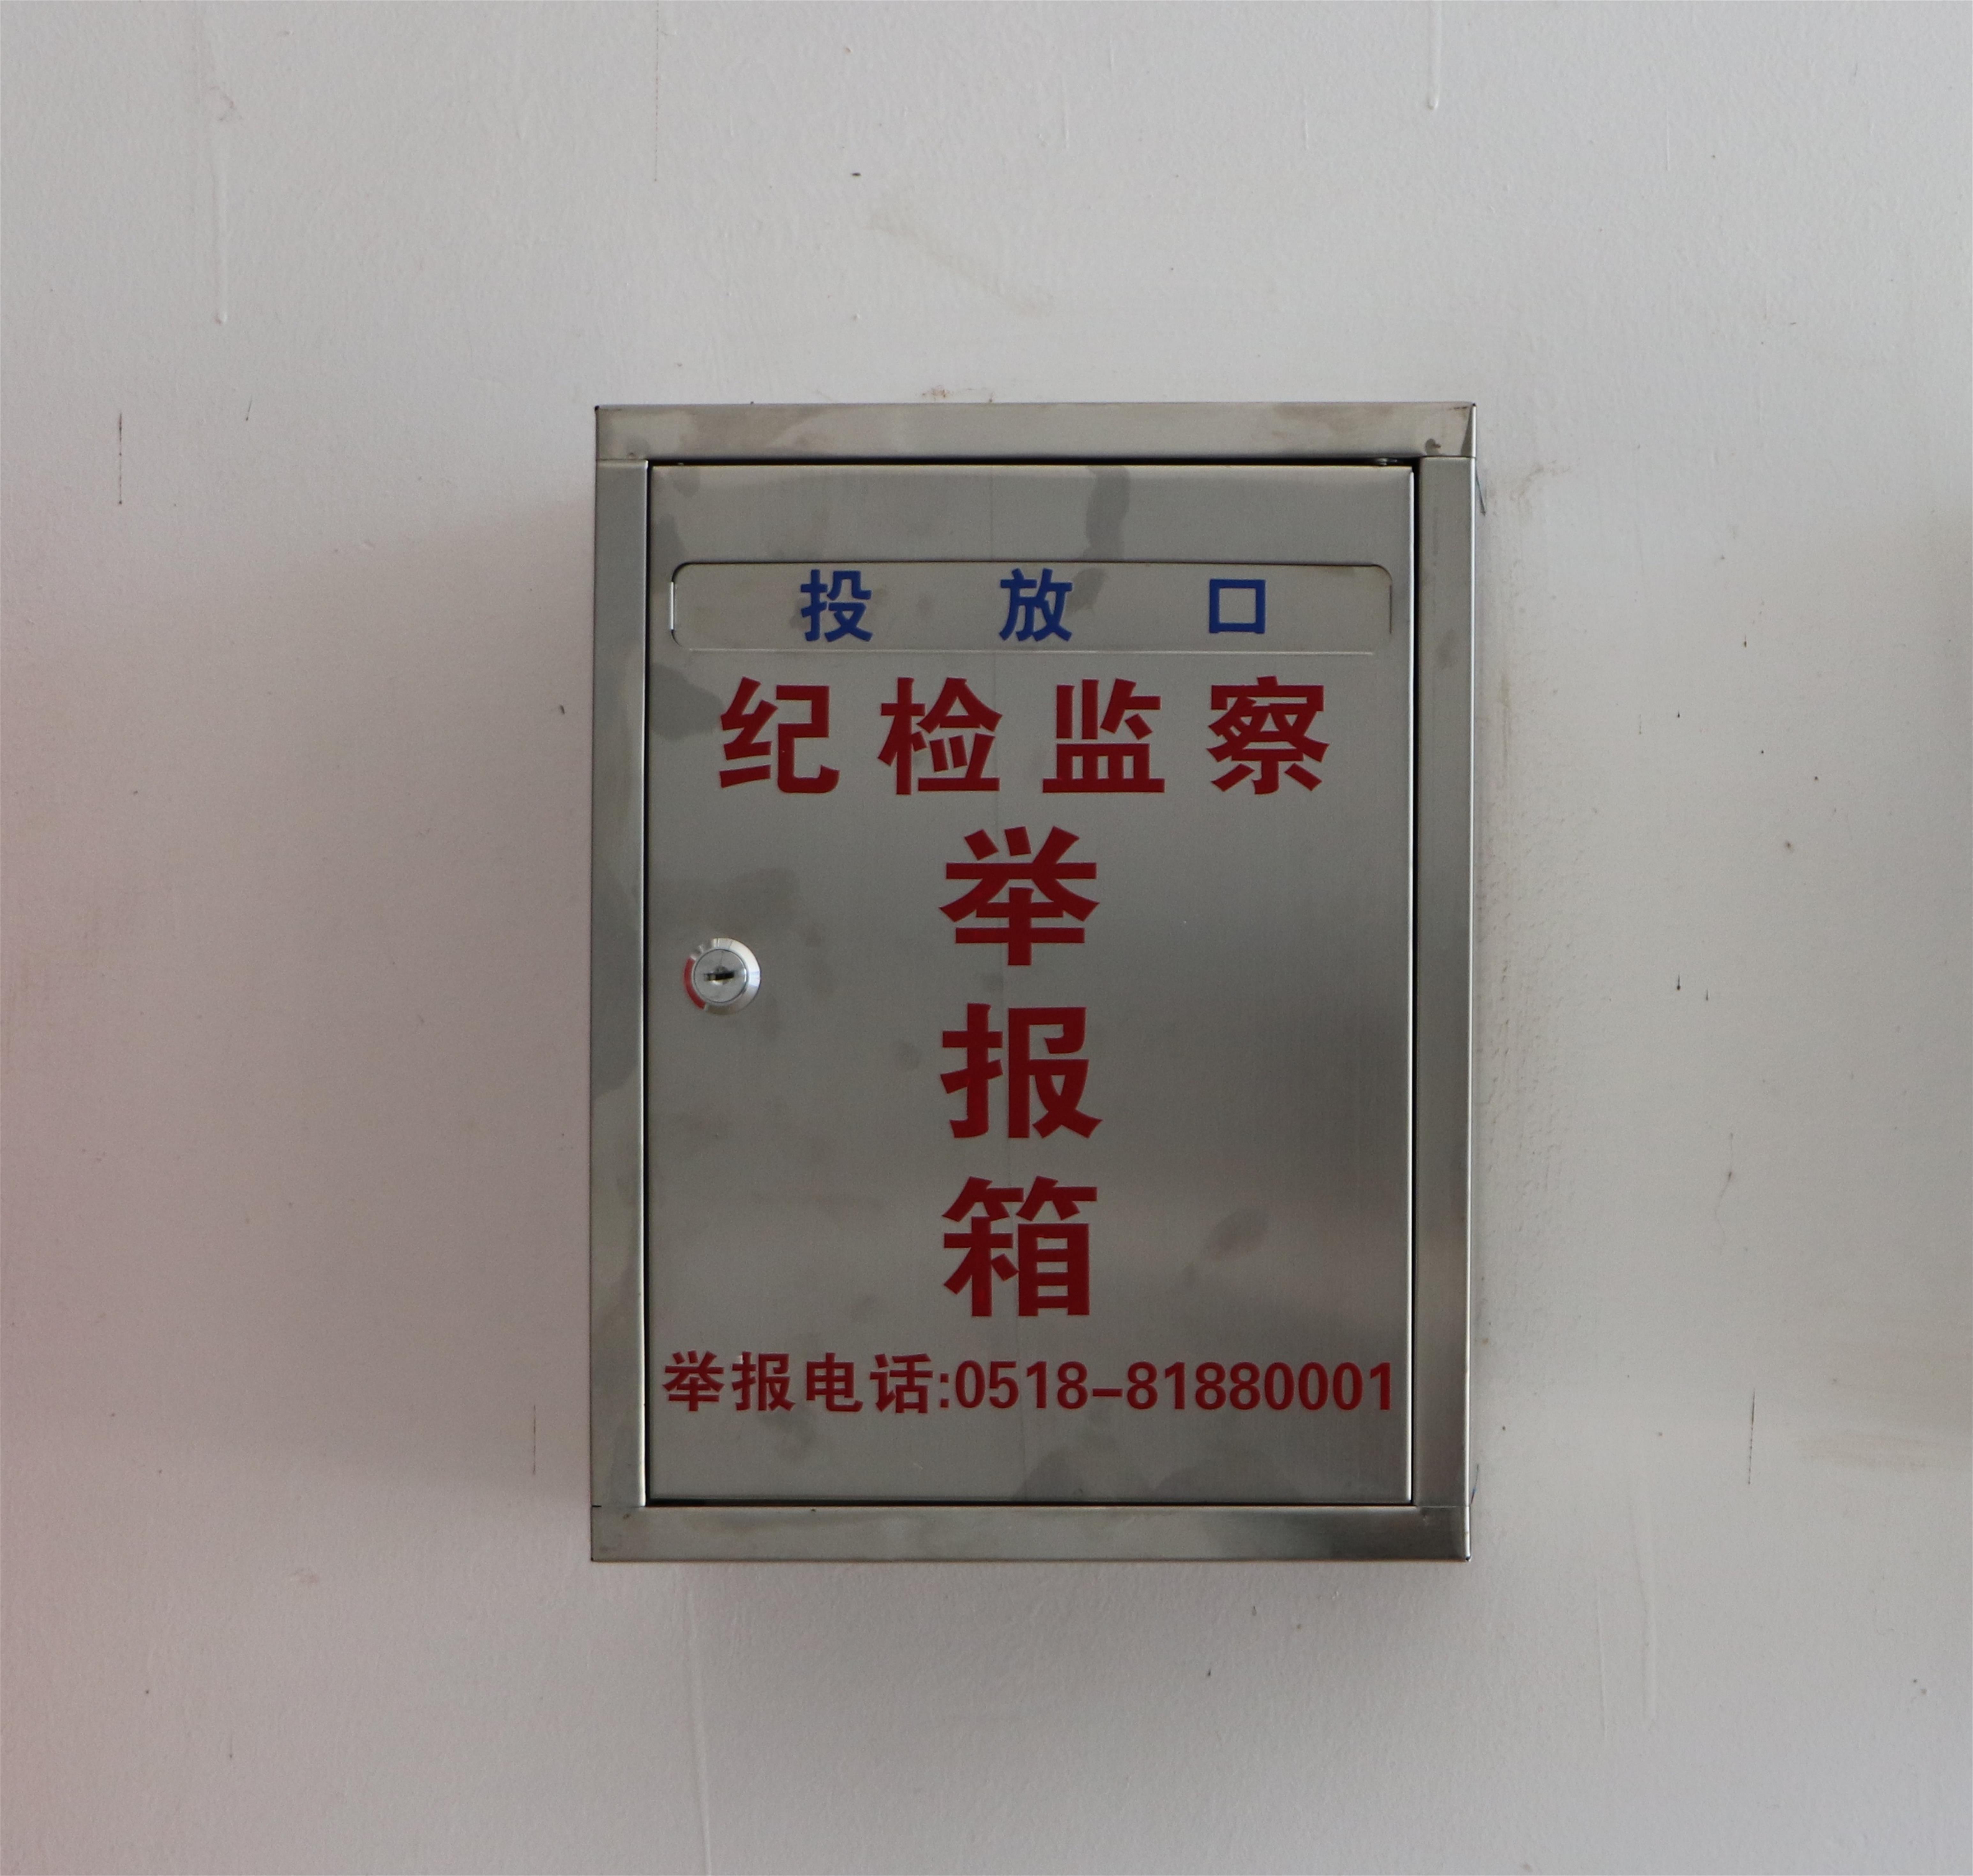 投放口
纪检监察
举
报
箱
举报电话:0518-81880001